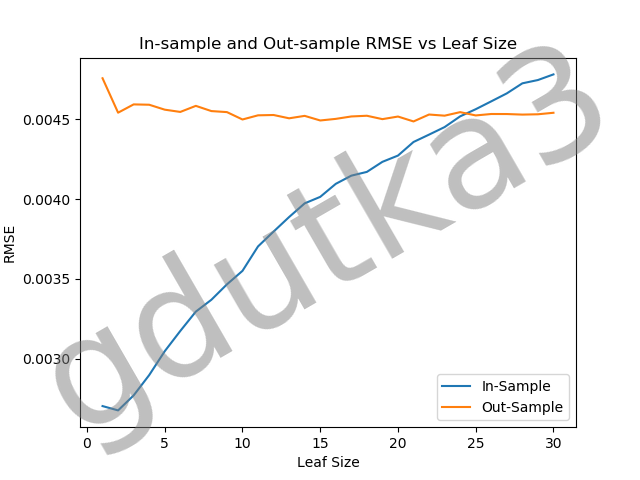 In-sample and Out-sample RMSE vs Leaf Size
0.0045
0.0040
0.0035
0.0030
RMSE
0 5 10 15 20 25 30
Leaf Size
In-Sample
Out-Sample
gdutka3